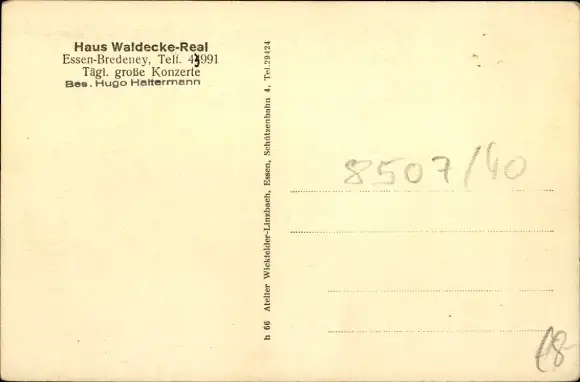 Haus Waldecke-Real
Essen-Bredeney, Telf. 43991
Tägl. große Konzerte
Bes. Hugo Haltermann
h 66 Atelier Wickfelder-Linzbach, Essen, Schützenbahn 4, Tel.29424
8507/40